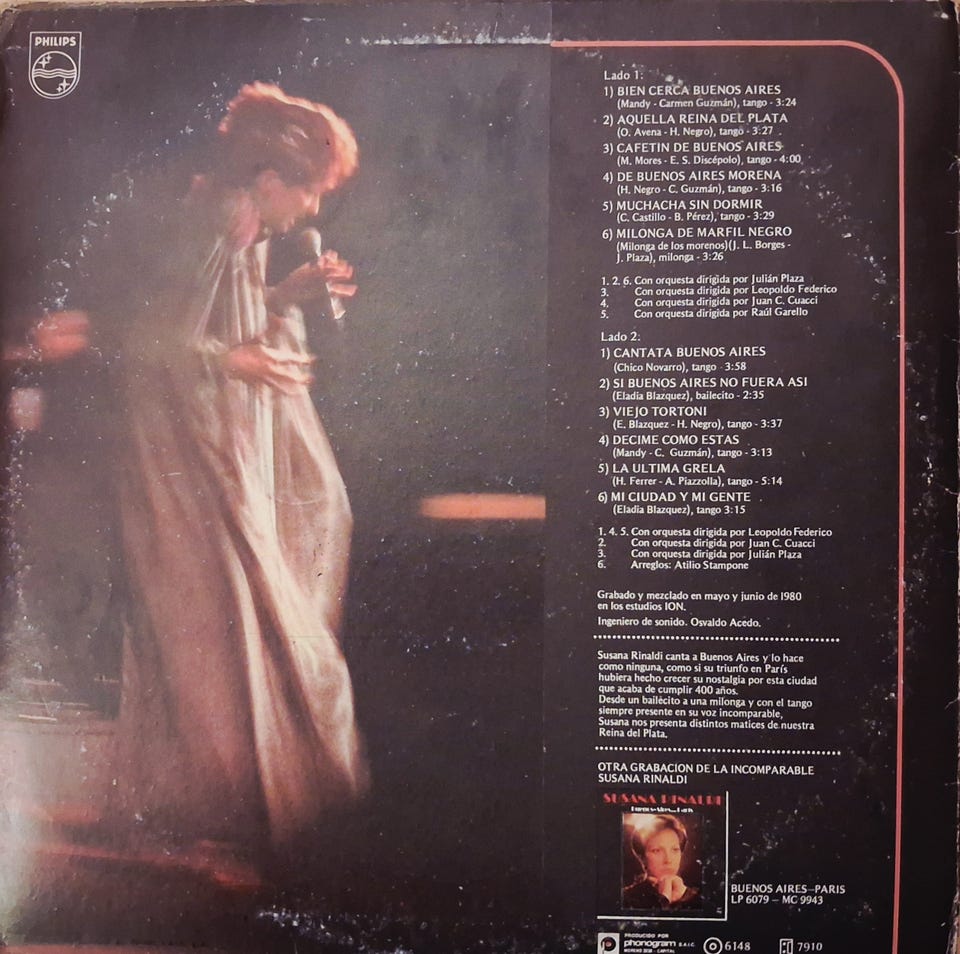 PHILIPS
Lado 1:
1) BIEN CERCA BUENOS AIRES
(Mandy - Carmen Guzmán), tango - 3:24
2) AQUELLA REINA DEL PLATA
(O. Avena - H. Negro), tango - 3:27
3) CAFETIN DE BUENOS AIRES
(M. Mores - E. S. Discépolo), tango - 4:00
4) DE BUENOS AIRES MORENA
(H. Negro - C. Guzmán), tango - 3:16
5) MUCHACHA SIN DORMIR
(C. Castillo - B. Pérez), tango - 3:29
6) MILONGA DE MARFIL NEGRO
(Milonga de los morenos)(J. L. Borges -
J. Plaza), milonga - 3:26
1. 2. 6. Con orquesta dirigida por Julián Plaza
3. Con orquesta dirigida por Leopoldo Federico
4. Con orquesta dirigida por Juan C. Cuacci
5. Con orquesta dirigida por Raúl Garello
Lado 2:
1) CANTATA BUENOS AIRES
(Chico Novarro), tango - 3:58
2) SI BUENOS AIRES NO FUERA ASI
(Eladia Blazquez), bailecito - 2:35
3) VIEJO TORTONI
(E. Blazquez - H. Negro), tango - 3:37
4) DECIME COMO ESTAS
(Mandy - C. Guzmán), tango - 3:13
5) LA ULTIMA GRELA
(H. Ferrer - A. Piazzolla), tango - 5:14
6) MI CIUDAD Y MI GENTE
(Eladia Blazquez), tango 3:15
1. 4. 5. Con orquesta dirigida por Leopoldo Federico
2. Con orquesta dirigida por Juan C. Cuacci
3. Con orquesta dirigida por Julián Plaza
6. Arreglos: Atilio Stampone
Grabado y mezclado en mayo y junio de 1980
en los estudios ION.
Ingeniero de sonido. Osvaldo Acedo.
Susana Rinaldi canta a Buenos Aires y lo hace
como ninguna, como si su triunfo en París
hubiera hecho crecer su nostalgia por esta ciudad
que acaba de cumplir 400 años.
Desde un bailecito a una milonga y con el tango
siempre presente en su voz incomparable,
Susana nos presenta distintos matices de nuestra
Reina del Plata.
OTRA GRABACION DE LA INCOMPARABLE
SUSANA RINALDI
SUSANA RINALDI
Buenos-Aires...Paris
BUENOS AIRES—PARIS
LP 6079 — MC 9943
PRODUCIDO POR
phonogram S.A.I.C.
6148
7910